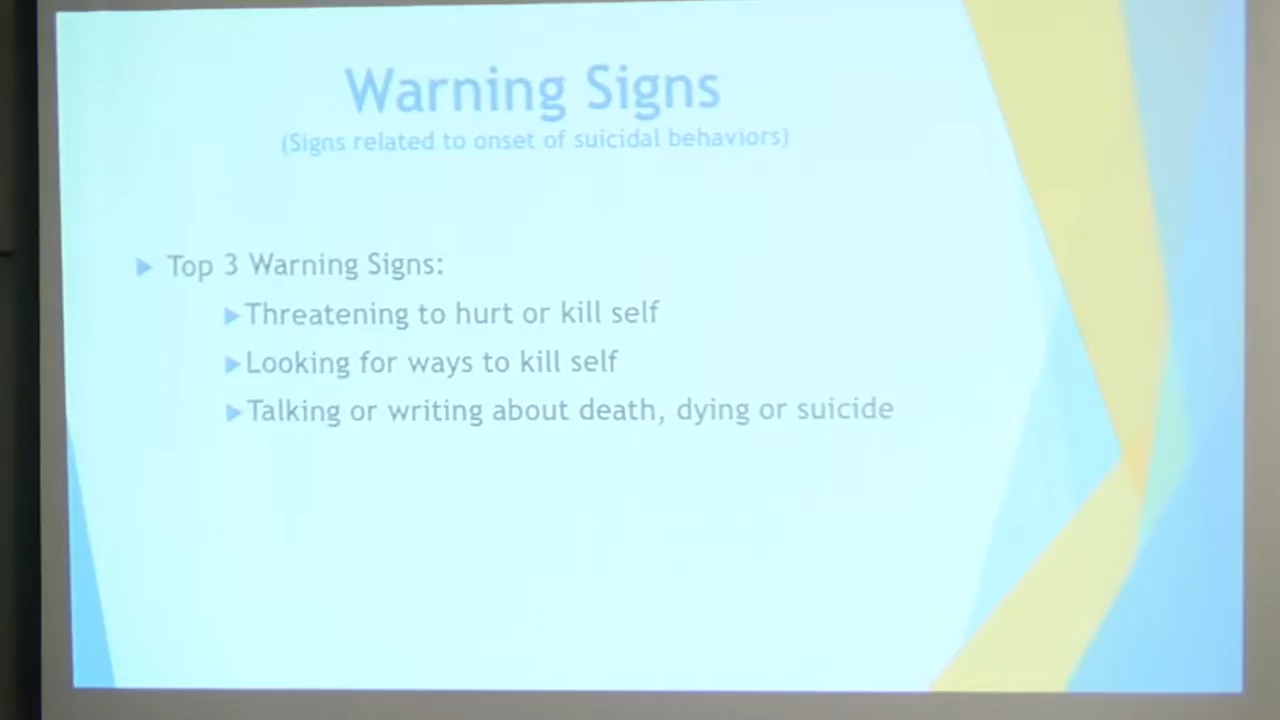 Warning Signs
(Signs related to onset of suicidal behaviors)
Top 3 Warning Signs:
Threatening to hurt or kill self
Looking for ways to kill self
Talking or writing about death, dying or suicide